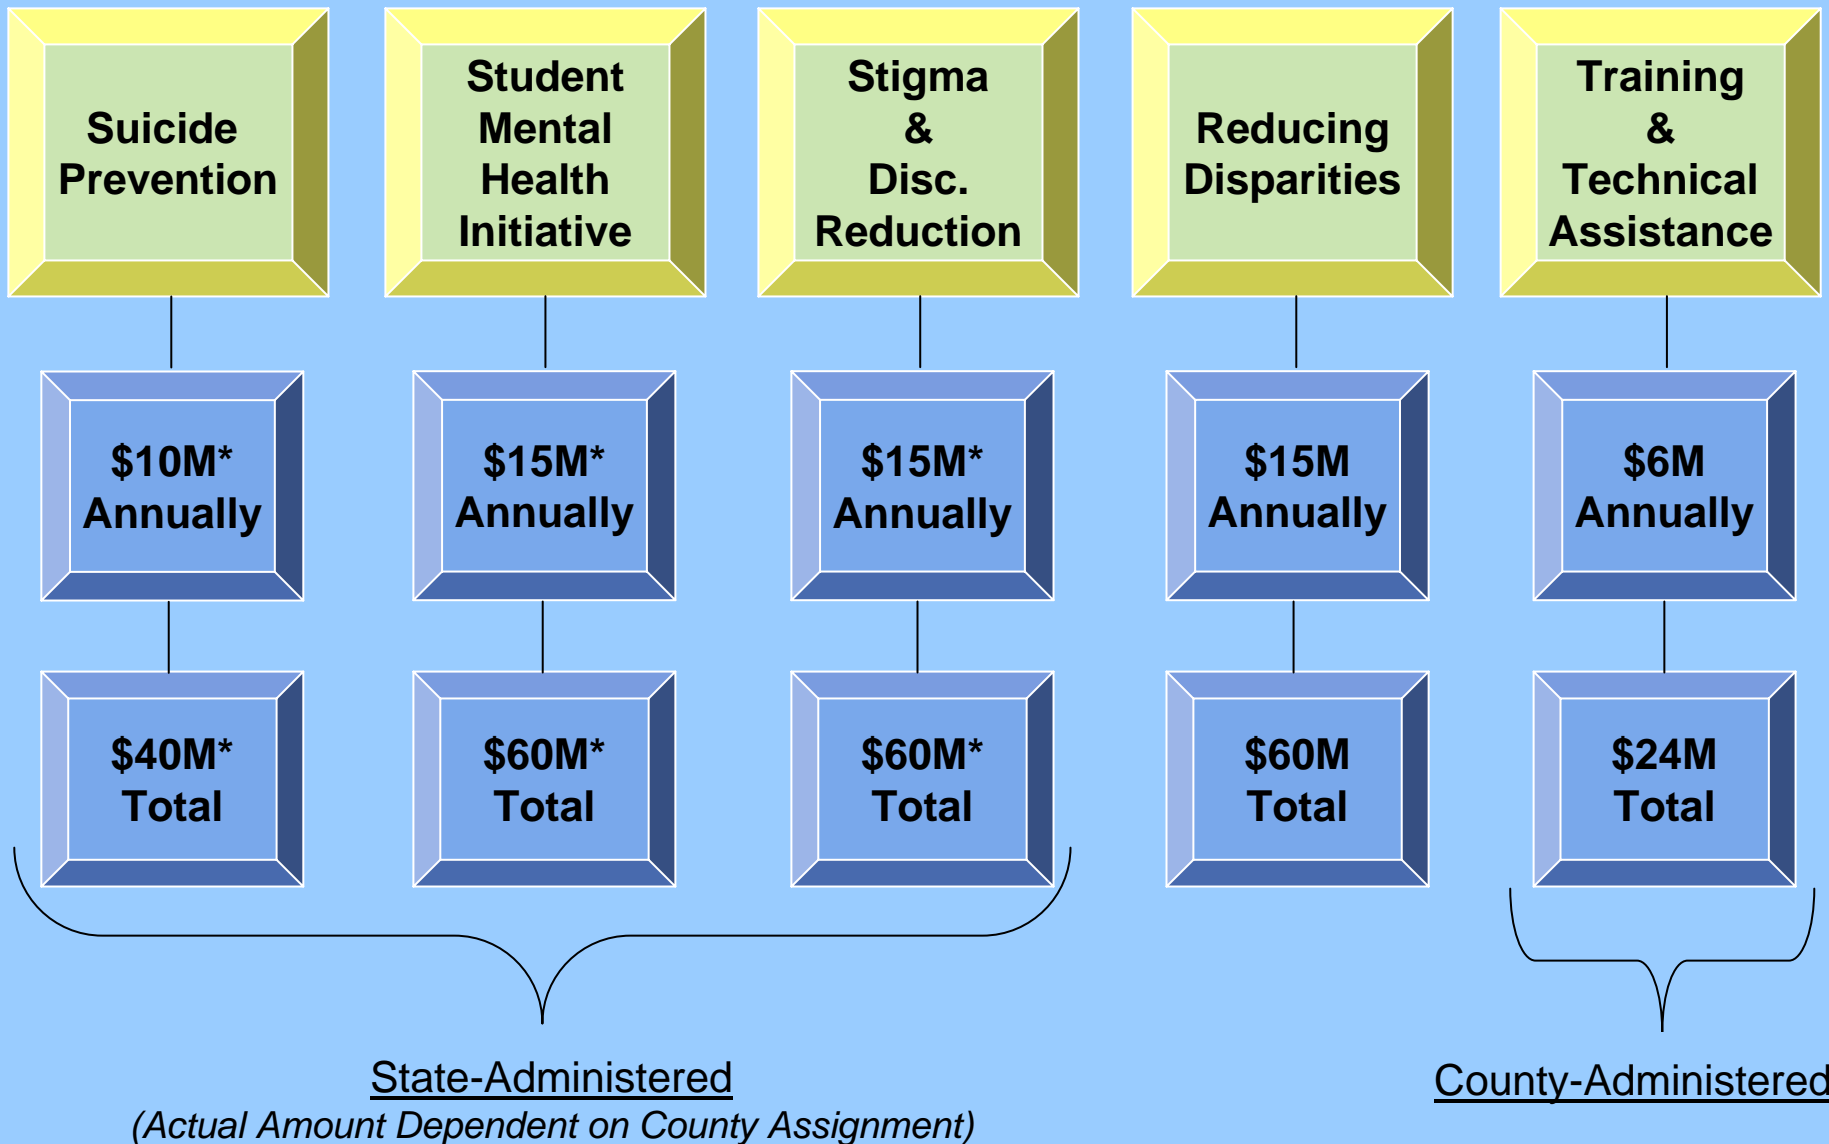 Suicide
Prevention
Student
Mental
Health
Initiative
Stigma
&
Disc.
Reduction
Reducing
Disparities
Training
&
Technical
Assistance
$10M*
Annually
$15M*
Annually
$15M*
Annually
$15M
Annually
$6M
Annually
$40M*
Total
$60M*
Total
$60M*
Total
$60M
Total
$24M
Total
State-Administered
(Actual Amount Dependent on County Assignment)
County-Administered